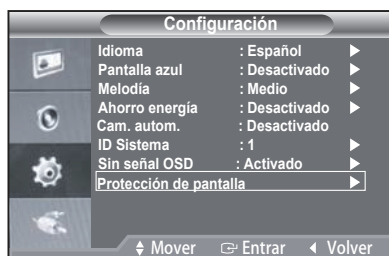 Configuración
Idioma : Español
Pantalla azul : Desactivado
Melodía : Medio
Ahorro energía : Desactivado
Cam. autom. : Desactivado
ID Sistema : 1
Sin señal OSD : Activado
Protección de pantalla
Mover Entrar Volver